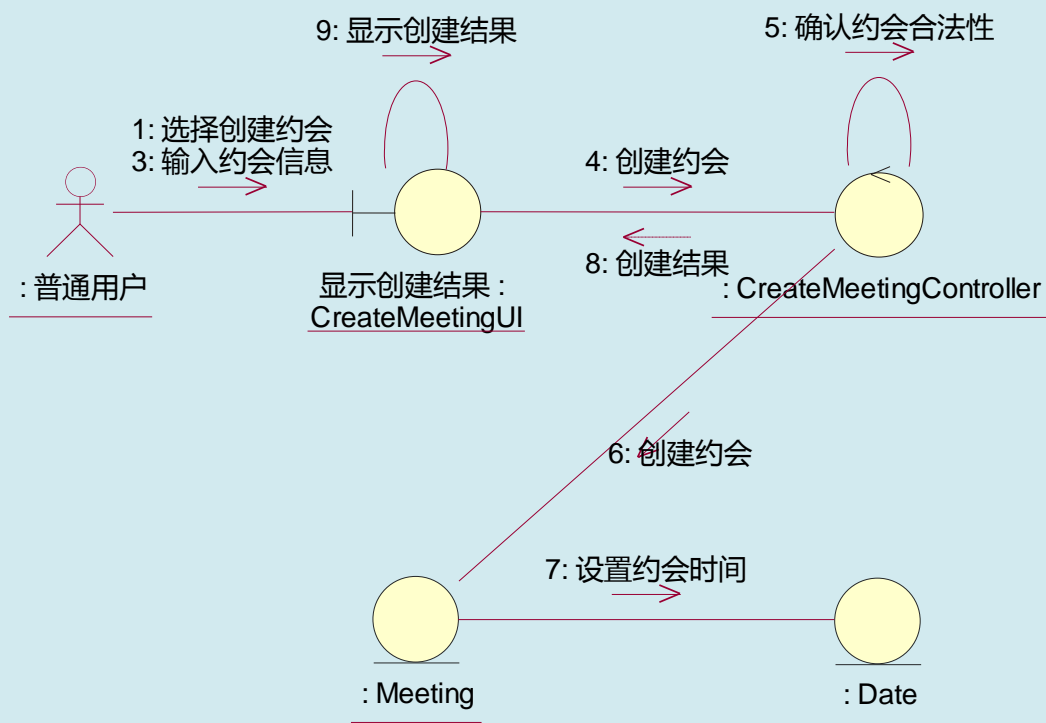 9: 显示创建结果
5: 确认约会合法性
1: 选择创建约会
3: 输入约会信息
4: 创建约会
8: 创建结果
: 普通用户
显示创建结果 :
CreateMeetingUI
: CreateMeetingController
6: 创建约会
7: 设置约会时间
: Meeting
: Date